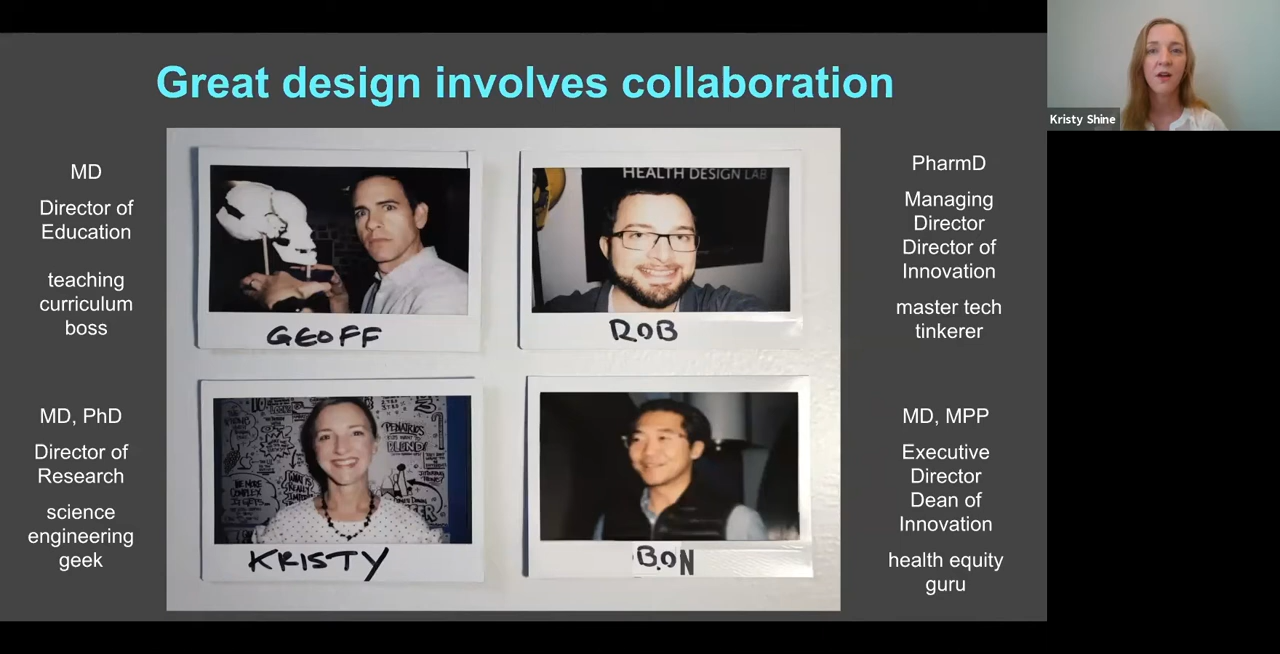 Great design involves collaboration
Kristy Shine
MD
Director of
Education
teaching
curriculum
boss
HEALTH DESIGN LAB
GEOFF
ROB
PharmD
Managing
Director
Director of
Innovation
master tech
tinkerer
MD, PhD
Director of
Research
science
engineering
geek
PEDIATRICS
BLEND!
KRISTY
BON
MD, MPP
Executive
Director
Dean of
Innovation
health equity
guru